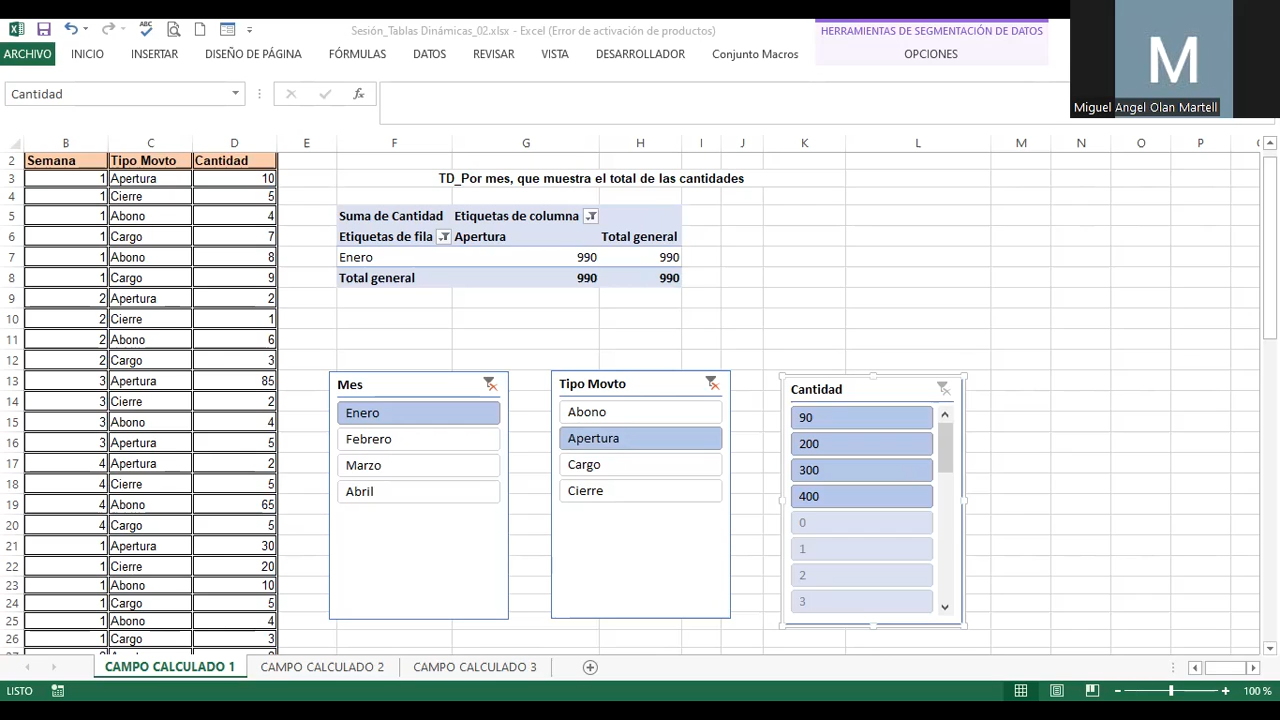 Sesión_Tablas Dinámicas_02.xlsx - Excel (Error de activación de productos)
HERRAMIENTAS DE SEGMENTACIÓN DE DATOS
ARCHIVO INICIO INSERTAR DISEÑO DE PÁGINA FÓRMULAS DATOS REVISAR VISTA DESARROLLADOR Conjunto Macros OPCIONES
M
Miguel Angel Olan Martell
Cantidad fx
B C D E F G H I J K L M N O P
2 Semana Tipo Movto Cantidad
3 1 Apertura 10 TD_Por mes, que muestra el total de las cantidades
4 1 Cierre 5
5 1 Abono 4 Suma de Cantidad Etiquetas de columna
6 1 Cargo 7 Etiquetas de fila Apertura Total general
7 1 Abono 8 Enero 990 990
8 1 Cargo 9 Total general 990 990
9 2 Apertura 2
10 2 Cierre 1
11 2 Abono 6
12 2 Cargo 3
13 3 Apertura 85
14 3 Cierre 2
15 3 Abono 4
16 3 Apertura 2
17 4 Apertura 2
18 4 Cierre 5
19 4 Abono 65
20 4 Cargo 5
21 1 Apertura 30
22 1 Cierre 20
23 1 Abono 10
24 1 Cargo 5
25 1 Abono 4
26 1 Cargo 3
Mes
Enero
Febrero
Marzo
Abril
Tipo Movto
Abono
Apertura
Cargo
Cierre
Cantidad
90
200
300
400
0
1
2
3
CAMPO CALCULADO 1 CAMPO CALCULADO 2 CAMPO CALCULADO 3
LISTO 100 %